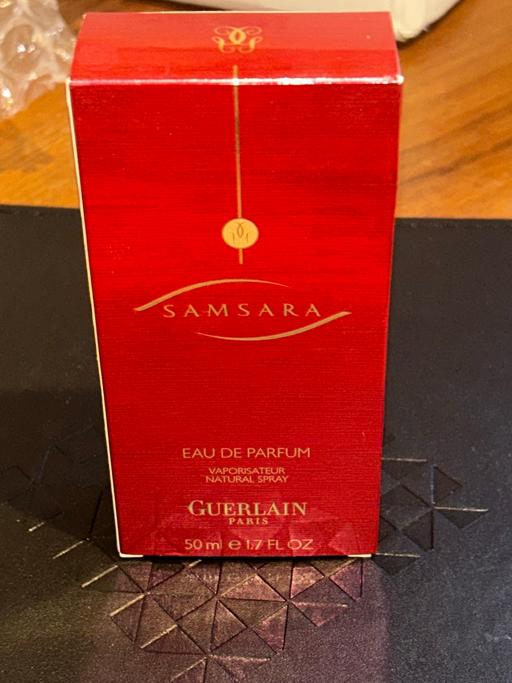 SAMSARA
EAU DE PARFUM
VAPORISATEUR
NATURAL SPRAY
GUERLAIN
PARIS
50 ml e 1.7 FL OZ